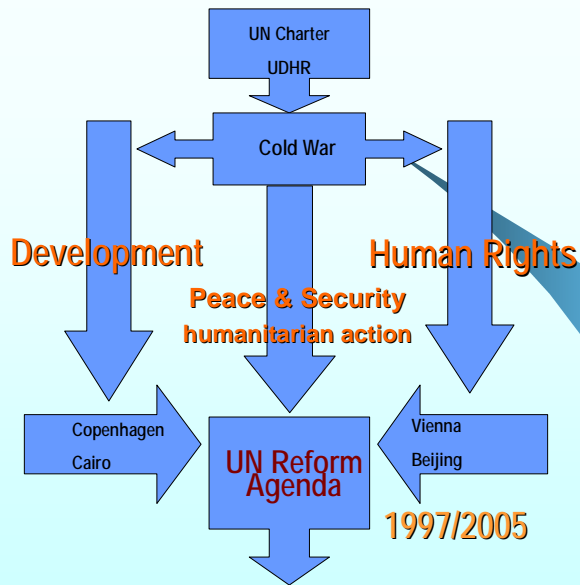 UN Charter
UDHR
Cold War
Development
Human Rights
Peace & Security
humanitarian action
Copenhagen
Cairo
UN Reform
Agenda
Vienna
Beijing
1997/2005